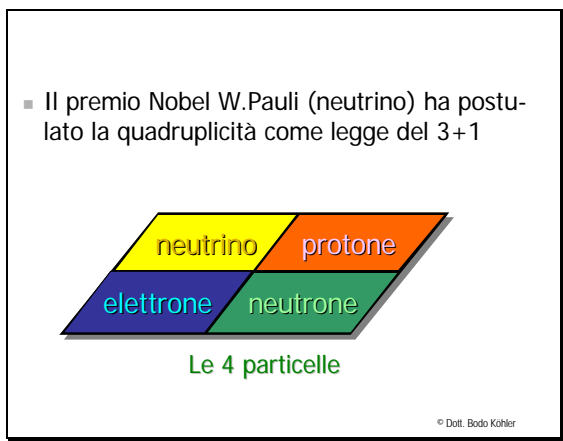 Il premio Nobel W.Pauli (neutrino) ha postu-
lato la quadruplicità come legge del 3+1
neutrino protone
elettrone neutrone
Le 4 particelle
© Dott. Bodo Köhler